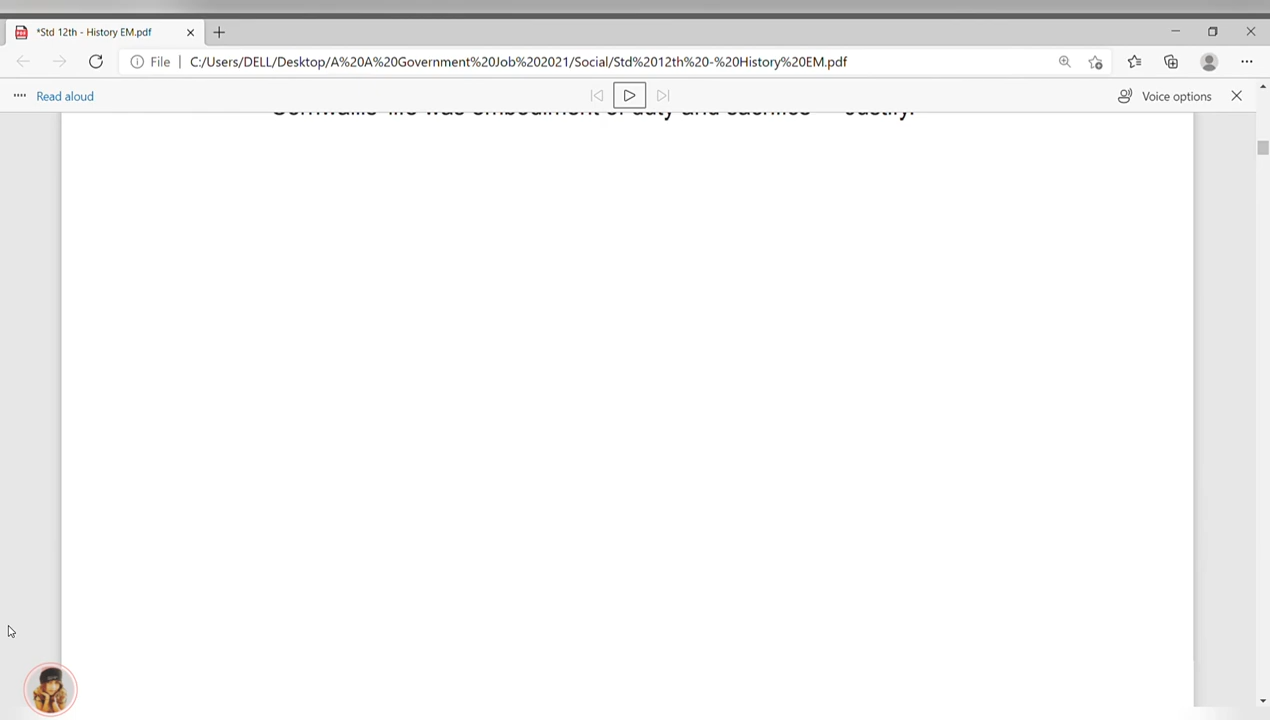 *Std 12th - History EM.pdf
File
C:/Users/DELL/Desktop/A%20A%20Government%20Job%202021/Social/Std%2012th%20-%20History%20EM.pdf
Read aloud
Voice options
Cornwallis' life was embodiment of duty and sacrifice" – Justify.